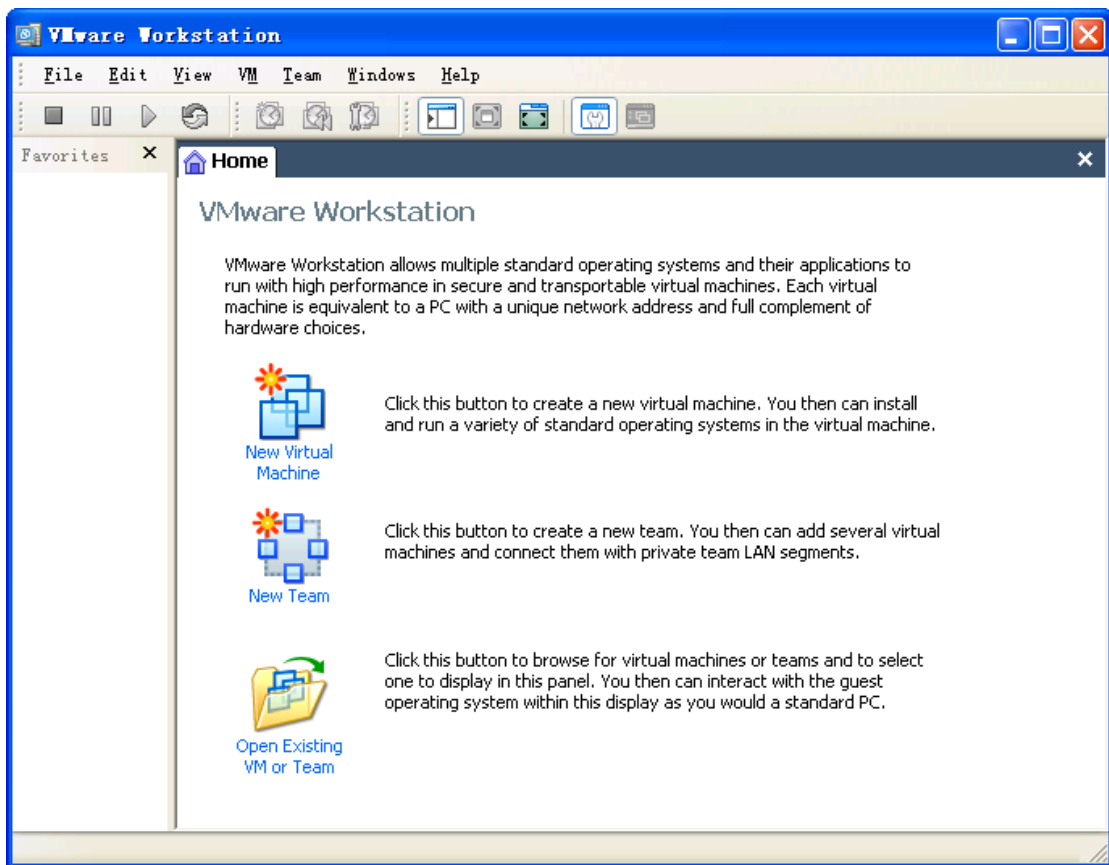 VMware Workstation
File Edit View VM Team Windows Help
Favorites
Home
VMware Workstation
VMware Workstation allows multiple standard operating systems and their applications to
run with high performance in secure and transportable virtual machines. Each virtual
machine is equivalent to a PC with a unique network address and full complement of
hardware choices.
New Virtual
Machine
Click this button to create a new virtual machine. You then can install
and run a variety of standard operating systems in the virtual machine.
New Team
Click this button to create a new team. You then can add several virtual
machines and connect them with private team LAN segments.
Open Existing
VM or Team
Click this button to browse for virtual machines or teams and to select
one to display in this panel. You then can interact with the guest
operating system within this display as you would a standard PC.